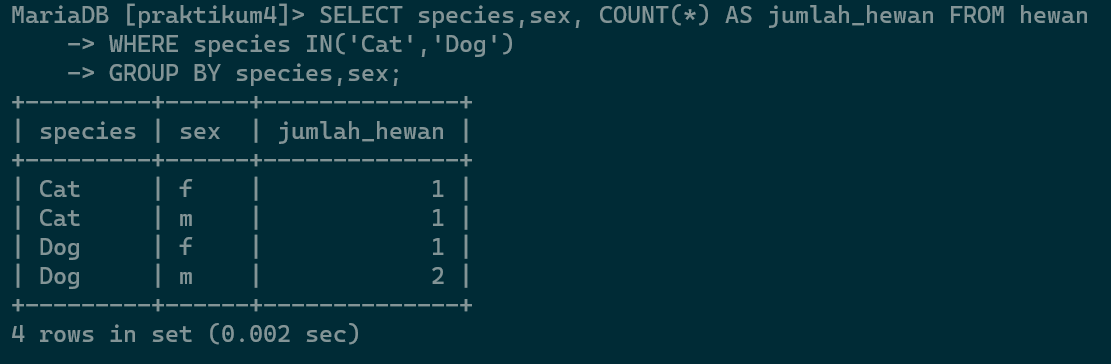 MariaDB [praktikum4]> SELECT species,sex, COUNT(*) AS jumlah_hewan FROM hewan
    -> WHERE species IN('Cat','Dog')
    -> GROUP BY species,sex;
+---------+------+--------------+
| species | sex  | jumlah_hewan |
+---------+------+--------------+
| Cat     | f    |            1 |
| Cat     | m    |            1 |
| Dog     | f    |            1 |
| Dog     | m    |            2 |
+---------+------+--------------+
4 rows in set (0.002 sec)